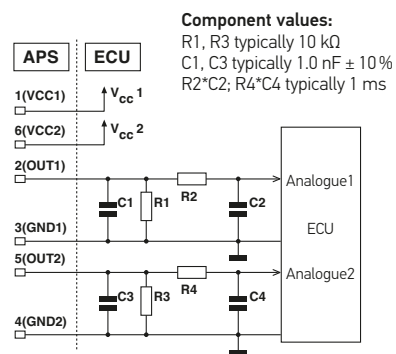 Component values:
R1, R3 typically 10 kΩ
C1, C3 typically 1.0 nF ± 10 %
R2*C2; R4*C4 typically 1 ms
APS
ECU
1(VCC1)
Vcc 1
6(VCC2)
Vcc 2
2(OUT1)
R2
Analogue1
C1
R1
C2
ECU
3(GND1)
5(OUT2)
R4
Analogue2
C3
R3
C4
4(GND2)